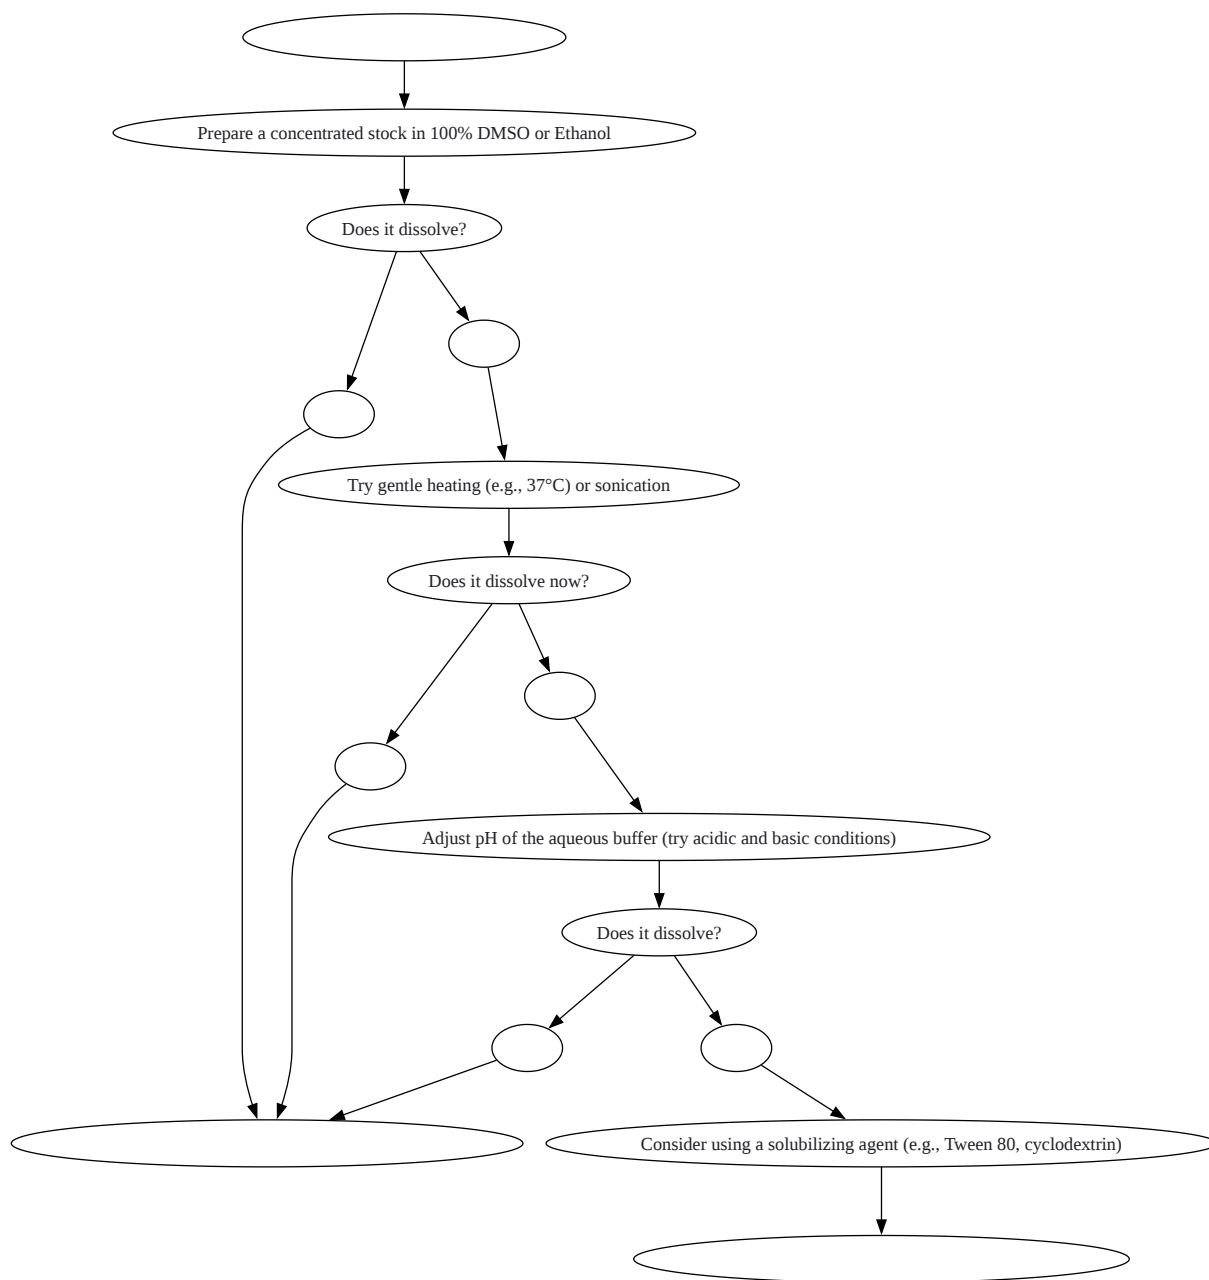 Prepare a concentrated stock in 100% DMSO or Ethanol
Does it dissolve?
Try gentle heating (e.g., 37°C) or sonication
Does it dissolve now?
Adjust pH of the aqueous buffer (try acidic and basic conditions)
Does it dissolve?
Consider using a solubilizing agent (e.g., Tween 80, cyclodextrin)